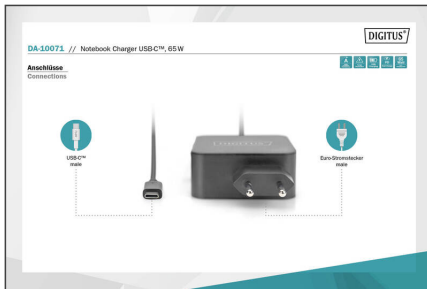 DIGITUS®
DA-10071 // Notebook Charger USB-C™, 65 W
Anschlüsse
Connections
USB-C™
male
Euro-Stromstecker
male